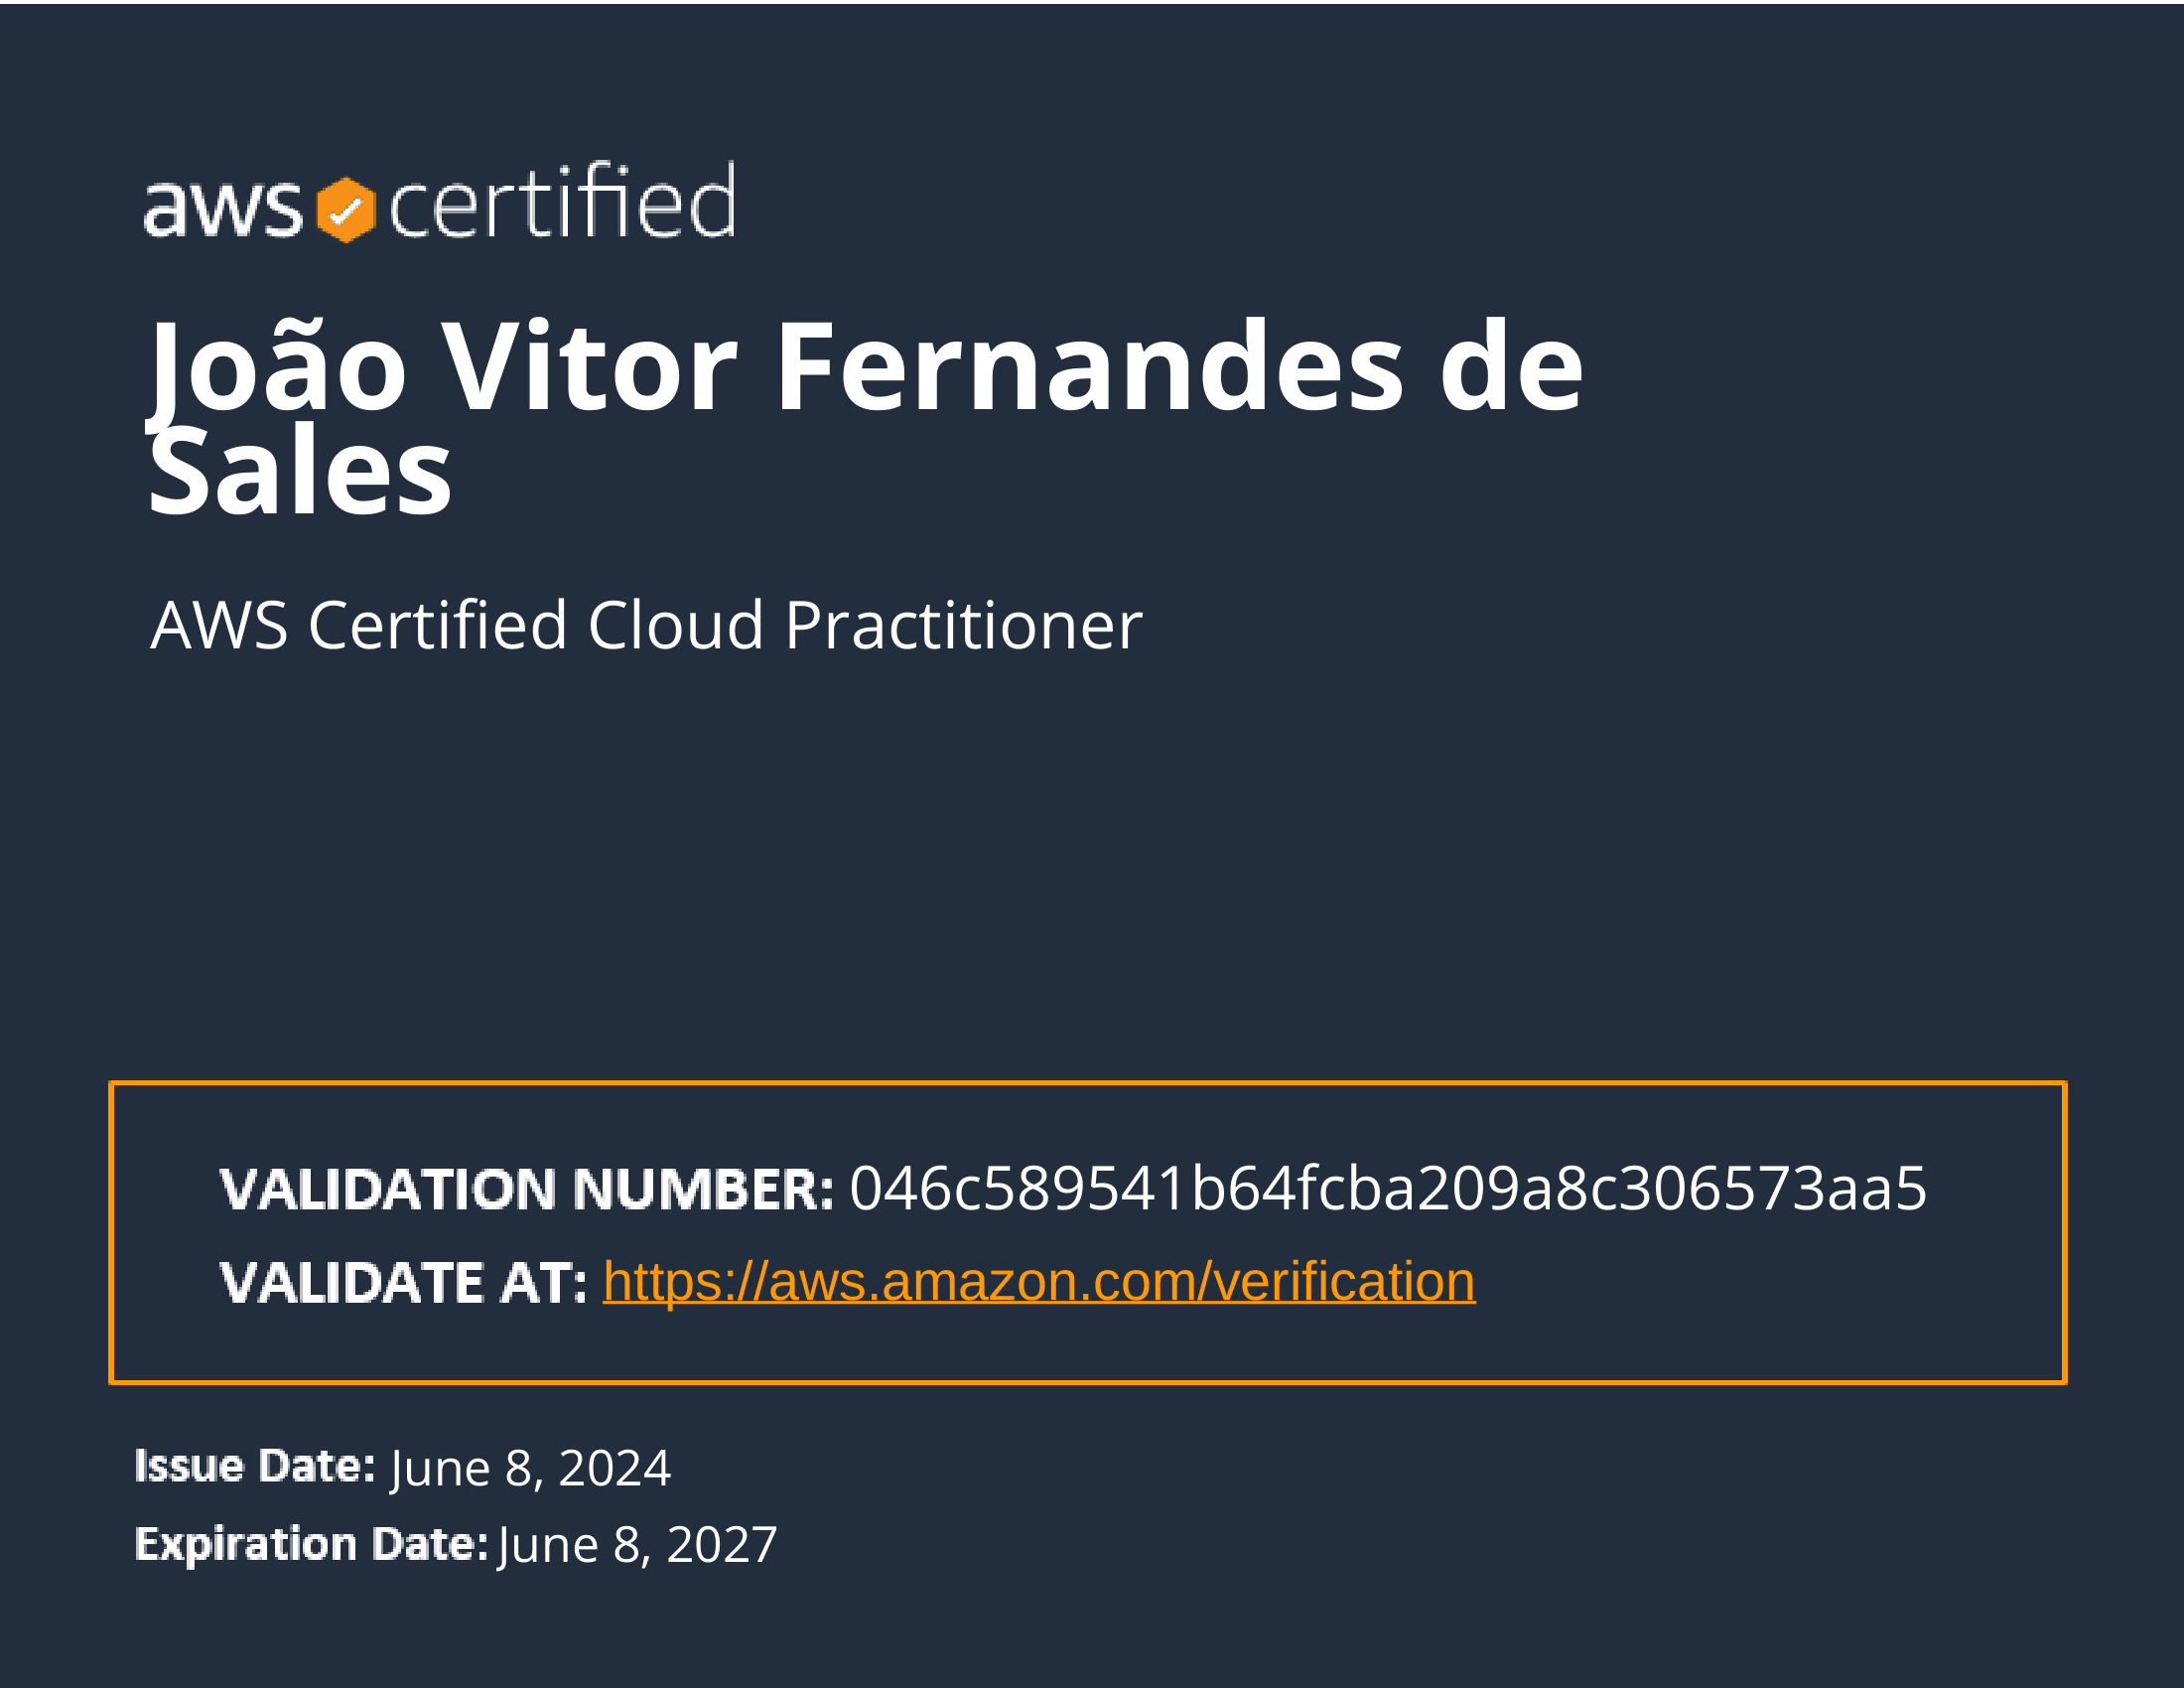 aws certified
João Vitor Fernandes de
Sales
AWS Certified Cloud Practitioner
VALIDATION NUMBER: 046c589541b64fcba209a8c306573aa5
VALIDATE AT: https://aws.amazon.com/verification
Issue Date: June 8, 2024
Expiration Date: June 8, 2027